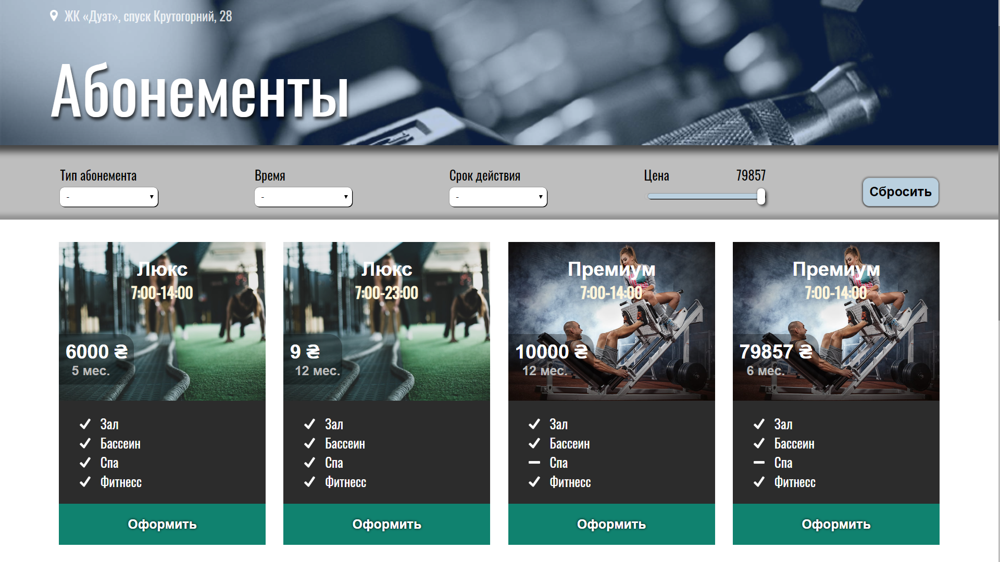 ЖК «Дуэт», спуск Крутогорний, 28
Абонементы
Тип абонемента
-
Время
-
Срок действия
-
Цена 79857
Сбросить
Люкс
7:00-14:00
6000 ₴
5 мес.
Зал
Бассеин
Спа
Фитнесс
Оформить
Люкс
7:00-23:00
9 ₴
12 мес.
Зал
Бассеин
Спа
Фитнесс
Оформить
Премиум
7:00-14:00
10000 ₴
12 мес.
Зал
Бассеин
Спа
Фитнесс
Оформить
Премиум
7:00-14:00
79857 ₴
6 мес.
Зал
Бассеин
Спа
Фитнесс
Оформить